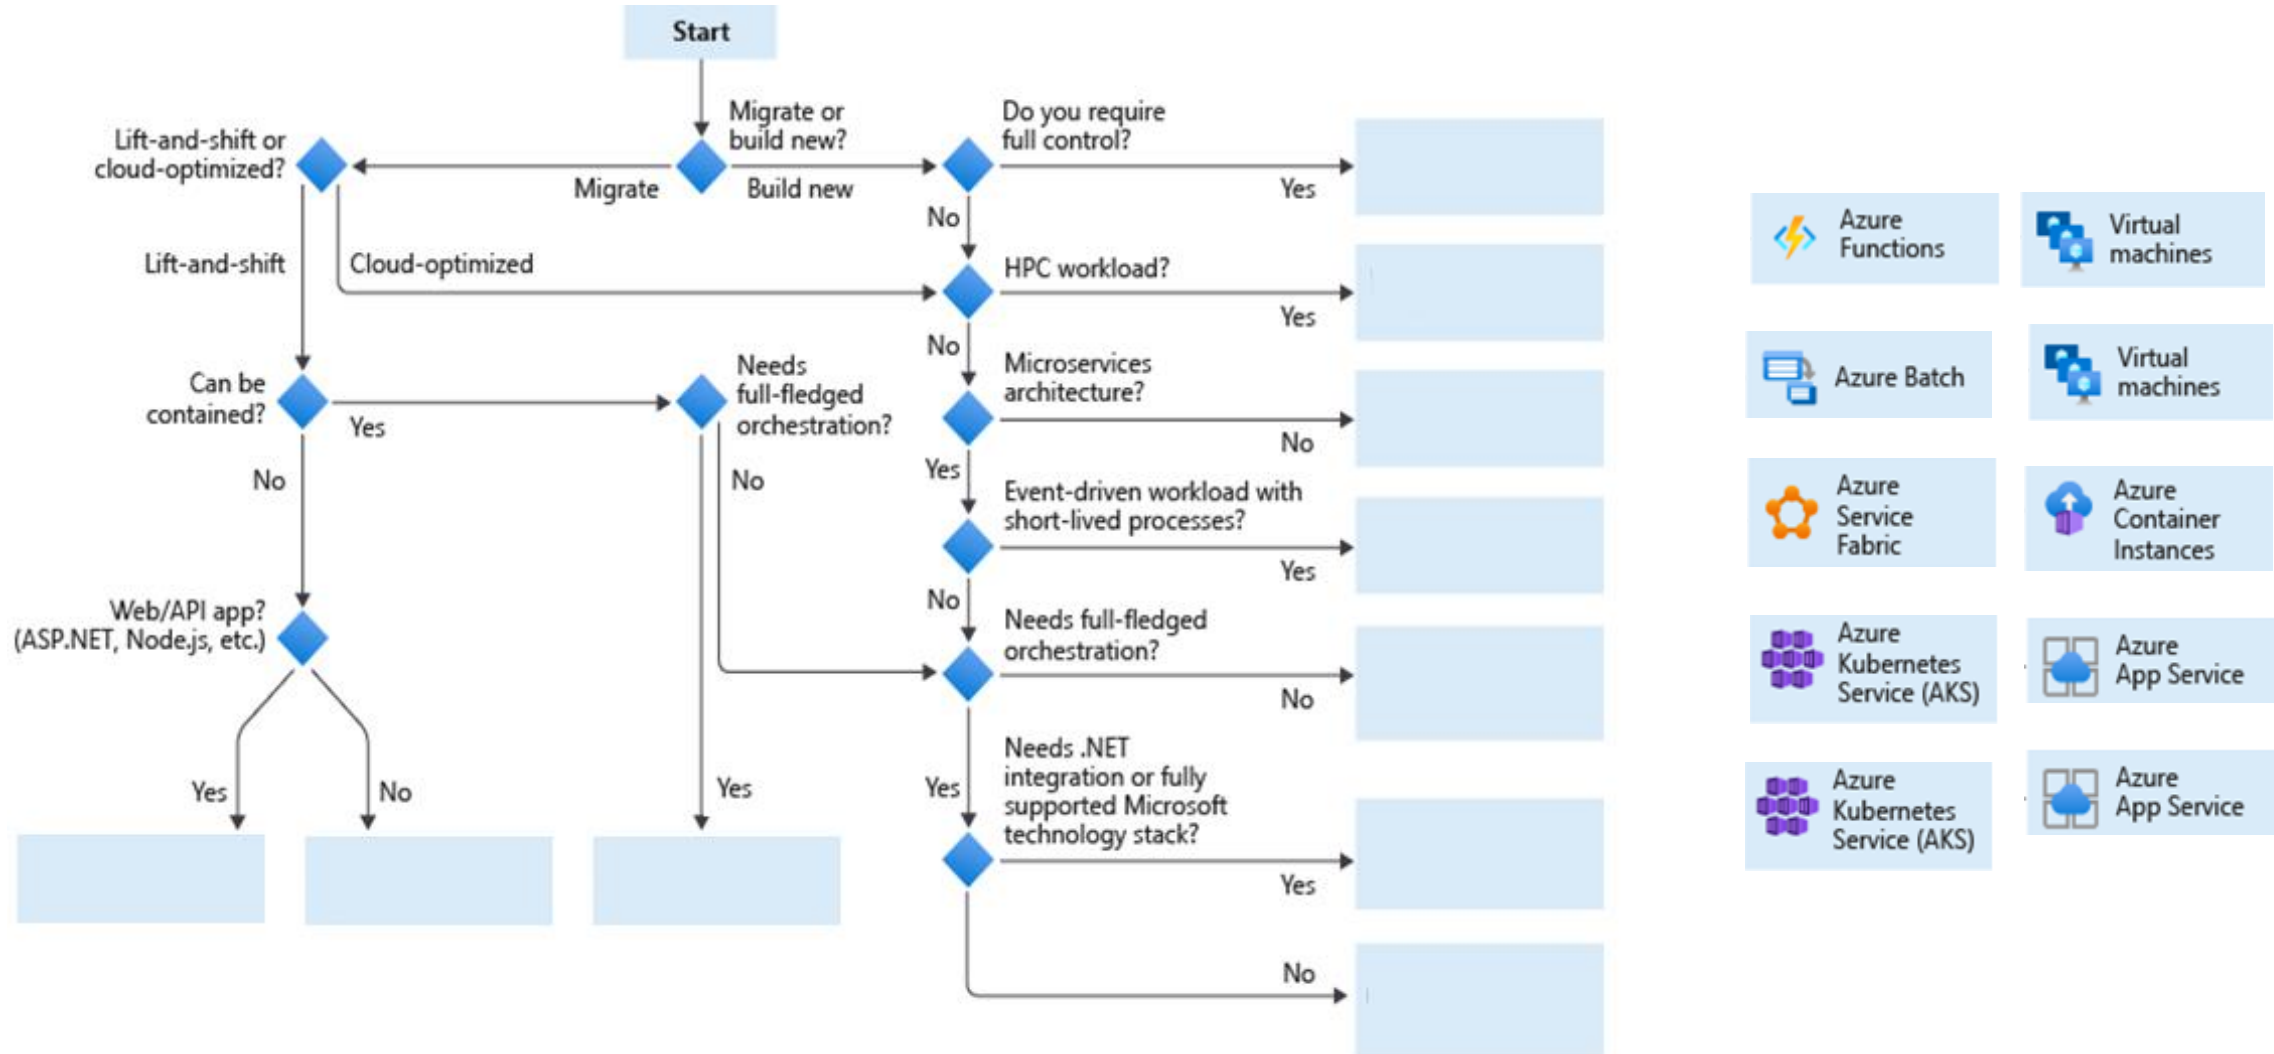 Start
Migrate or
build new?
Do you require
full control?
Lift-and-shift or
cloud-optimized?
Migrate
Build new
Yes
No
Lift-and-shift
Cloud-optimized
HPC workload?
Yes
No
Can be
contained?
Yes
Needs
full-fledged
orchestration?
Microservices
architecture?
No
Yes
No
No
Event-driven workload with
short-lived processes?
Yes
No
Web/API app?
(ASP.NET, Node.js, etc.)
Needs full-fledged
orchestration?
No
Yes
No
Yes
Yes
Needs .NET
integration or fully
supported Microsoft
technology stack?
Yes
No
Azure
Functions
Virtual
machines
Azure Batch
Virtual
machines
Azure
Service
Fabric
Azure
Container
Instances
Azure
Kubernetes
Service (AKS)
Azure
App Service
Azure
Kubernetes
Service (AKS)
Azure
App Service